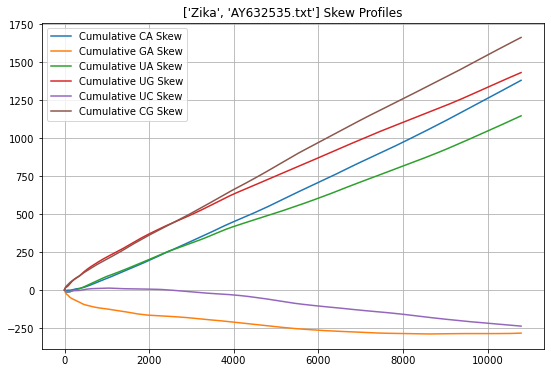 ['Zika', 'AY632535.txt'] Skew Profiles
Cumulative CA Skew
Cumulative GA Skew
Cumulative UA Skew
Cumulative UG Skew
Cumulative UC Skew
Cumulative CG Skew
1750
1500
1250
1000
750
500
250
0
−250
0 2000 4000 6000 8000 10000